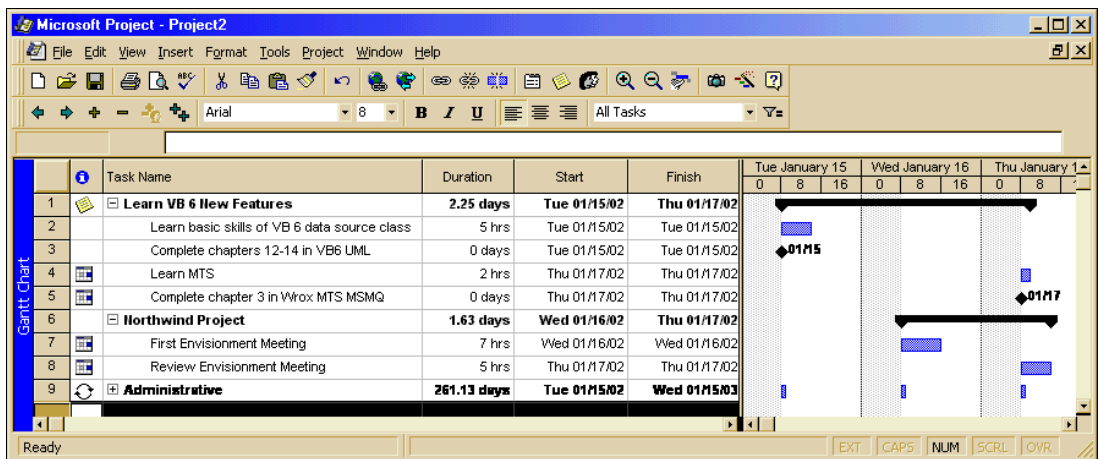 Microsoft Project - Project2
File Edit View Insert Format Tools Project Window Help
Arial 8 B I U All Tasks
Task Name Duration Start Finish Tue January 15 Wed January 16 Thu January 1
0 8 16 0 8 16 0 8 1
1 Learn VB 6 New Features 2.25 days Tue 01/15/02 Thu 01/17/02
2 Learn basic skills of VB 6 data source class 5 hrs Tue 01/15/02 Tue 01/15/02
3 Complete chapters 12-14 in VB6 UML 0 days Tue 01/15/02 Tue 01/15/02 01/15
4 Learn MTS 2 hrs Thu 01/17/02 Thu 01/17/02
5 Complete chapter 3 in Wrox MTS MSMQ 0 days Thu 01/17/02 Thu 01/17/02 01/17
6 Northwind Project 1.63 days Wed 01/16/02 Thu 01/17/02
7 First Envisionment Meeting 7 hrs Wed 01/16/02 Wed 01/16/02
8 Review Envisionment Meeting 5 hrs Thu 01/17/02 Thu 01/17/02
9 Administrative 261.13 days Tue 01/15/02 Wed 01/15/03
Gantt Chart
Ready EXT CAPS NUM SCRL OVR